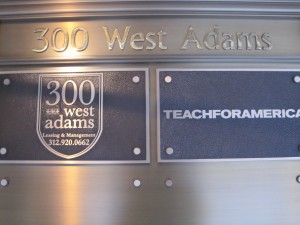 300 West Adams
300
west
adams
Leasing & Management
312.920.0662
TEACHFORAMERICA